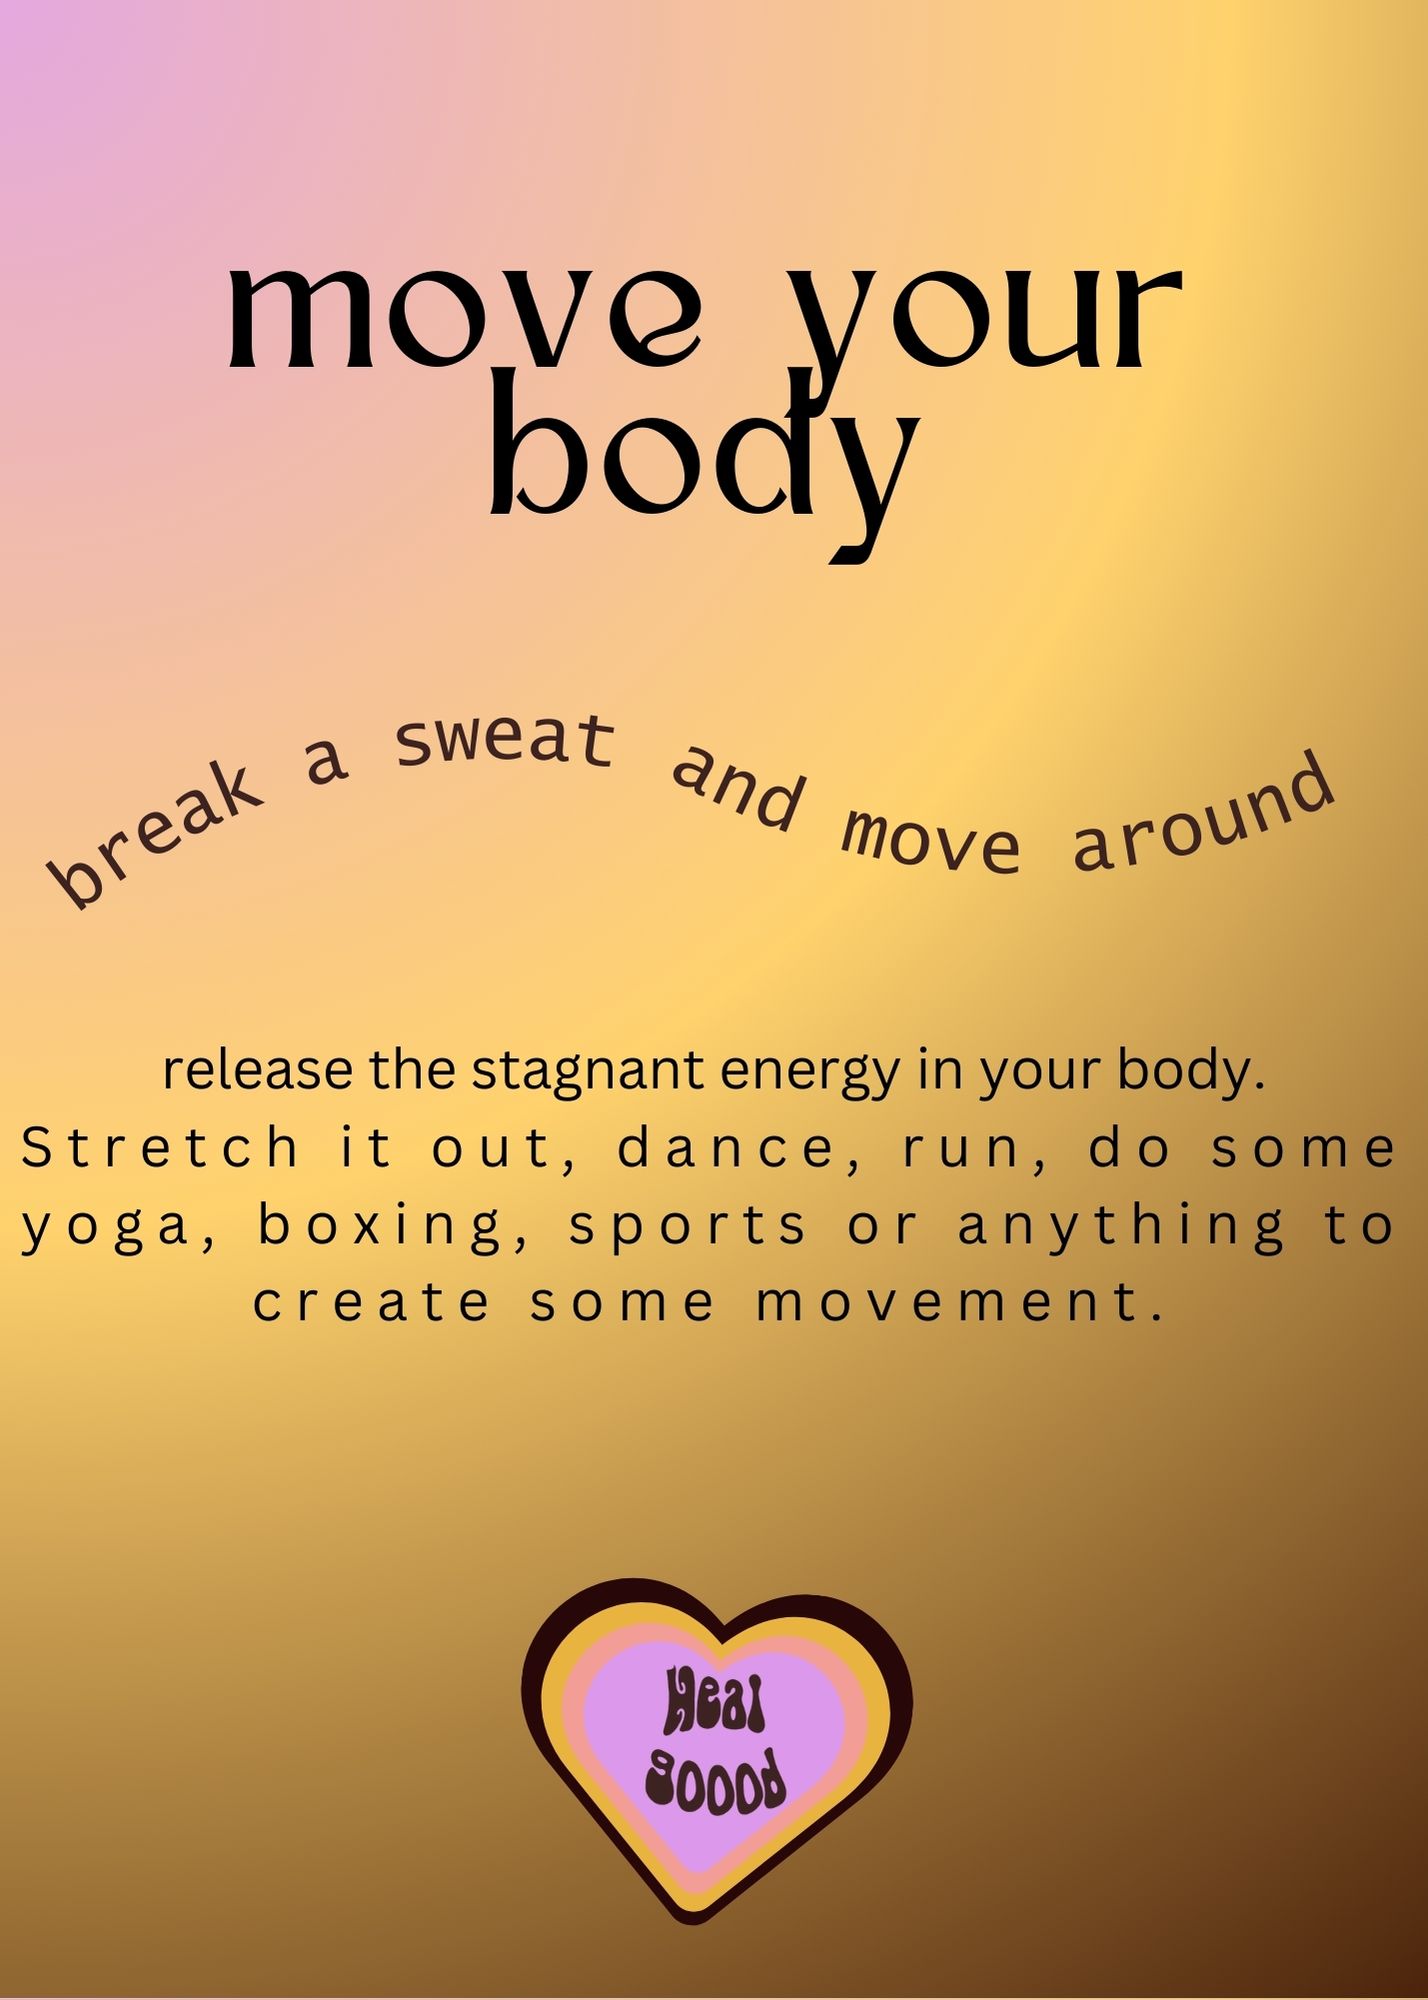 move your
body
break a sweat and move around
release the stagnant energy in your body.
Stretch it out, dance, run, do some
yoga, boxing, sports or anything to
create some movement.
Heal
goood